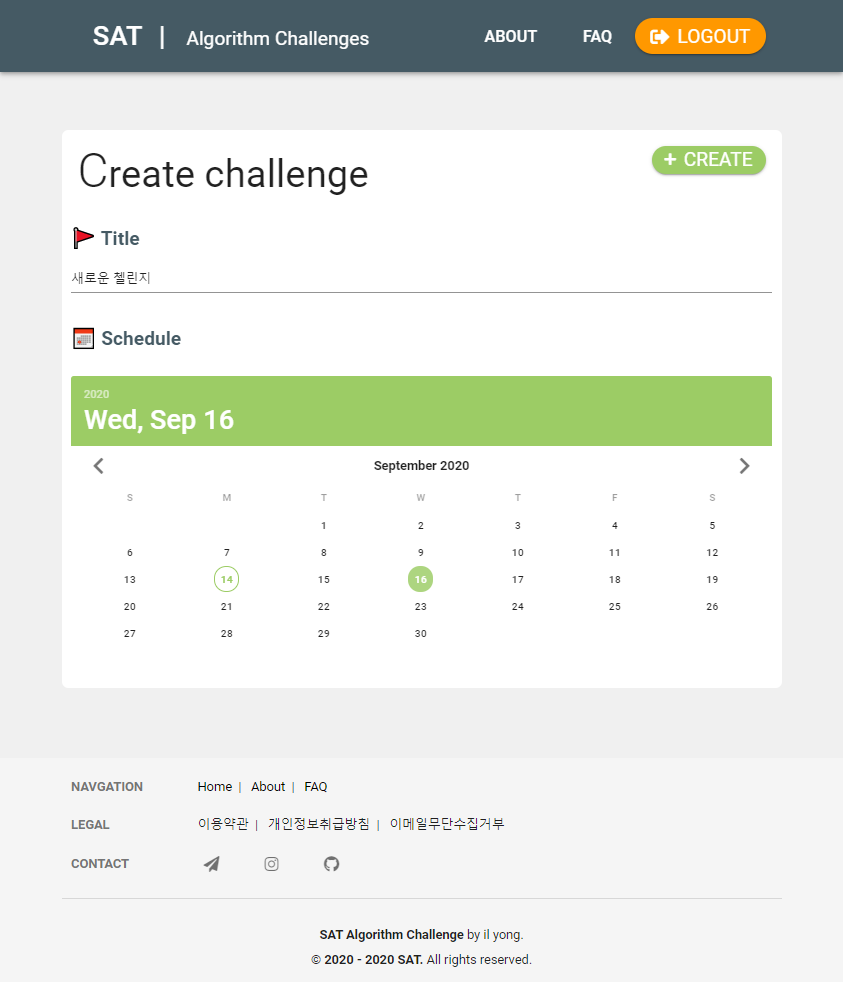 SAT | Algorithm Challenges ABOUT FAQ LOGOUT
Create challenge + CREATE
Title
새로운 첼린지
Schedule
2020
Wed, Sep 16
September 2020
S M T W T F S
1 2 3 4 5
6 7 8 9 10 11 12
13 14 15 16 17 18 19
20 21 22 23 24 25 26
27 28 29 30
NAVGATION Home | About | FAQ
LEGAL 이용약관 | 개인정보취급방침 | 이메일무단수집거부
CONTACT
SAT Algorithm Challenge by il yong.
© 2020 - 2020 SAT. All rights reserved.